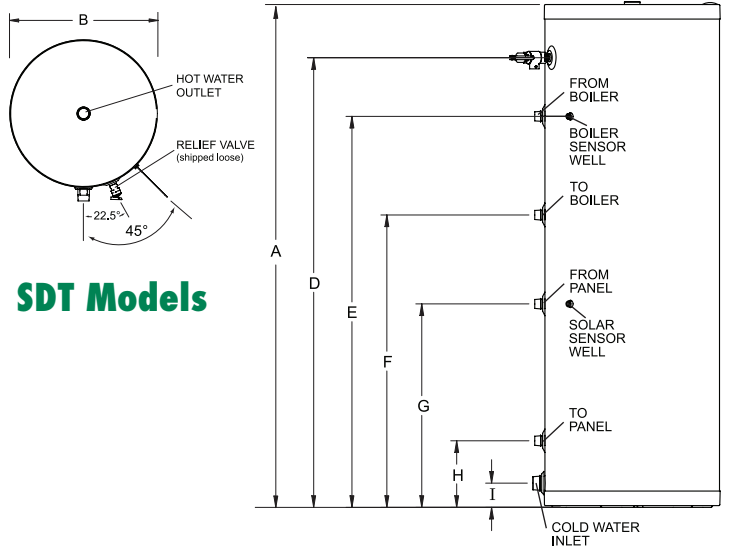 B
HOT WATER
OUTLET
RELIEF VALVE
(shipped loose)
22.5°
45°
SDT Models
A
D
E
F
G
H
I
FROM
BOILER
BOILER
SENSOR
WELL
TO
BOILER
FROM
PANEL
SOLAR
SENSOR
WELL
TO
PANEL
COLD WATER
INLET